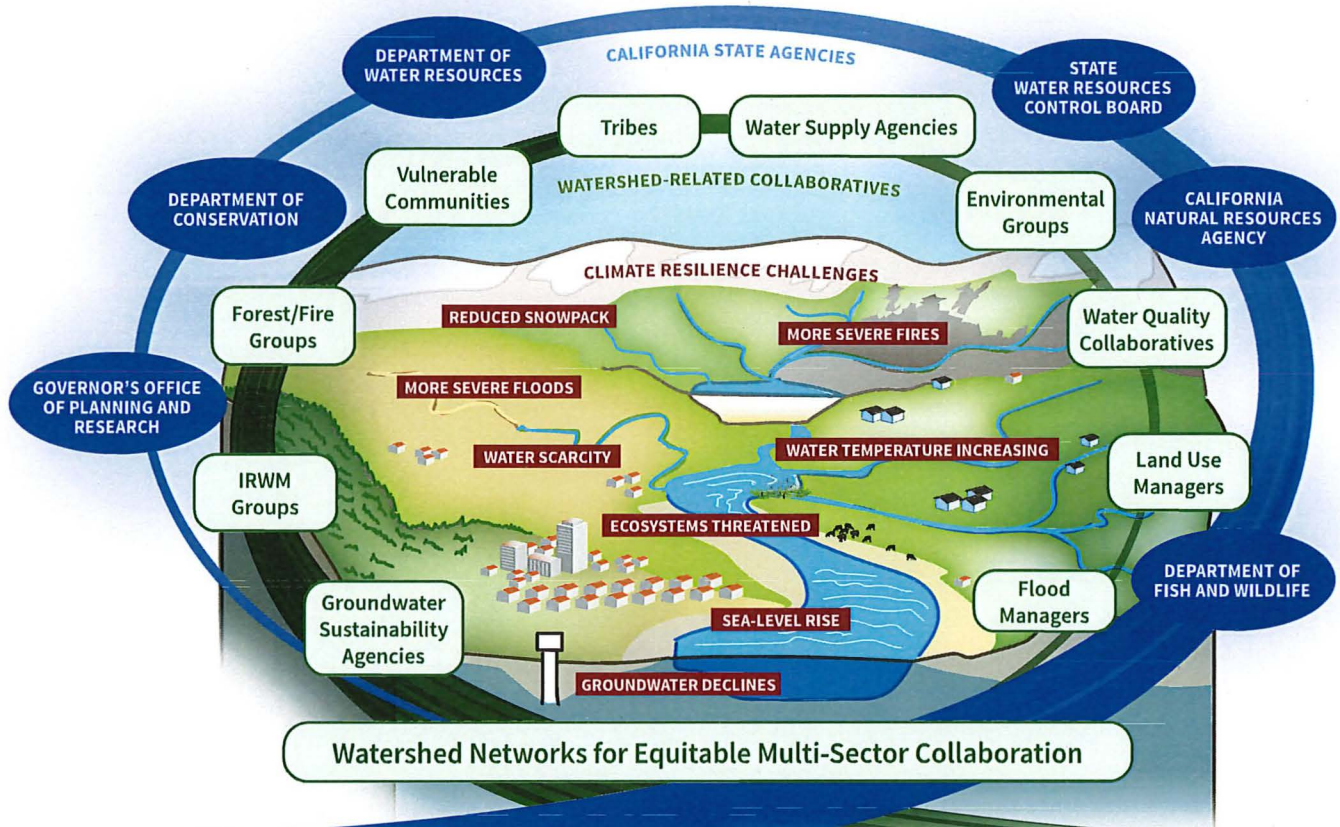 DEPARTMENT OF
WATER RESOURCES
CALIFORNIA STATE AGENCIES
STATE
WATER RESOURCES
CONTROL BOARD
Tribes
Water Supply Agencies
Vulnerable
Communities
WATERSHED-RELATED COLLABORATIVES
Environmental
Groups
DEPARTMENT OF
CONSERVATION
CALIFORNIA
NATURAL RESOURCES
AGENCY
CLIMATE RESILIENCE CHALLENGES
Forest/Fire
Groups
REDUCED SNOWPACK
MORE SEVERE FIRES
Water Quality
Collaboratives
GOVERNOR'S OFFICE
OF PLANNING AND
RESEARCH
MORE SEVERE FLOODS
WATER SCARCITY
WATER TEMPERATURE INCREASING
IRWM
Groups
Land Use
Managers
ECOSYSTEMS THREATENED
DEPARTMENT OF
FISH AND WILDLIFE
Groundwater
Sustainability
Agencies
SEA-LEVEL RISE
Flood
Managers
GROUNDWATER DECLINES
Watershed Networks for Equitable Multi-Sector Collaboration